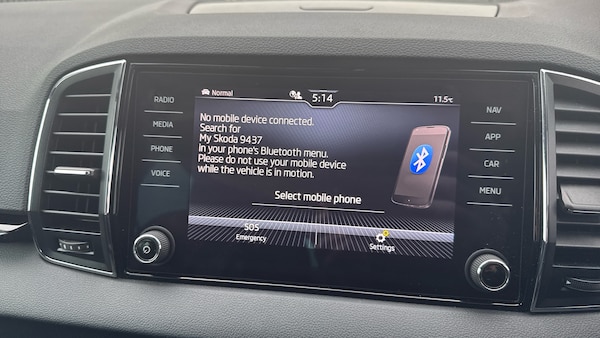 Normal
5:14
11.5°C
RADIO
MEDIA
PHONE
VOICE
No mobile device connected.
Search for
My Skoda 9437
in your phone's Bluetooth menu.
Please do not use your mobile device
while the vehicle is in motion.
Select mobile phone
SOS
Emergency
Settings
NAV
APP
CAR
MENU